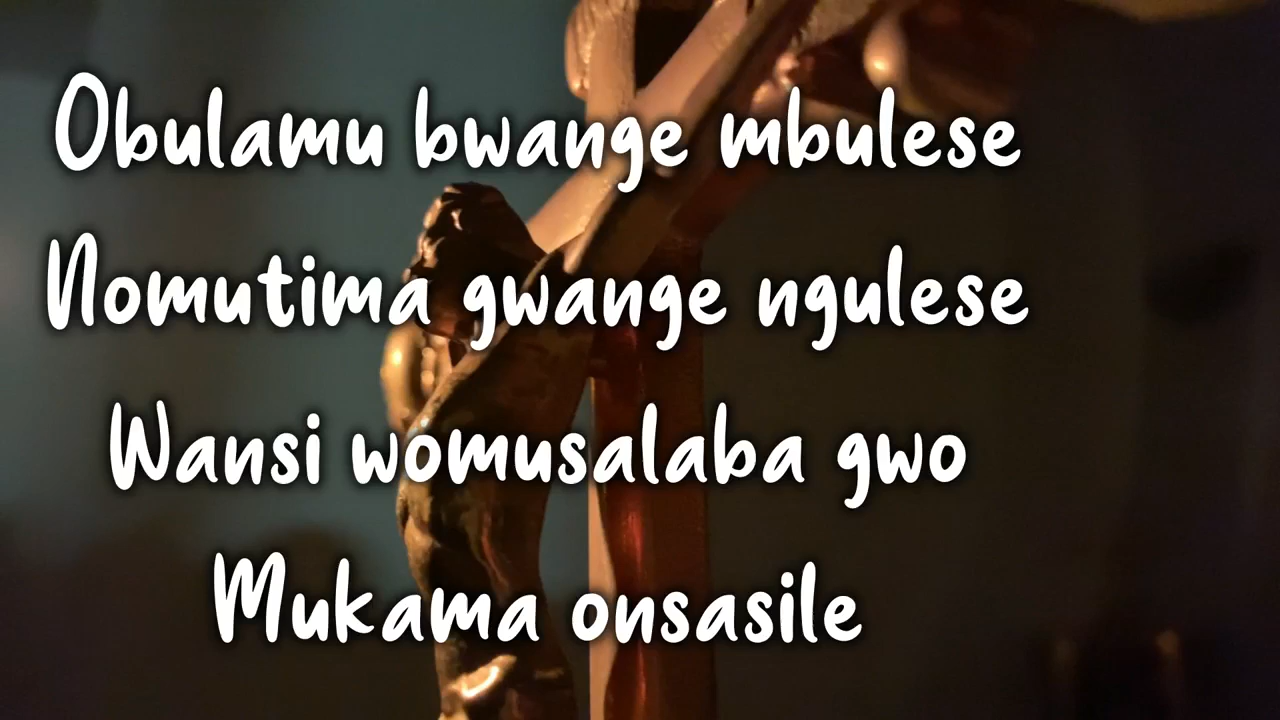 Obulamu bwange mbulese
Nomutima gwange ngulese
Wansi womusalaba gwo
Mukama onsasile